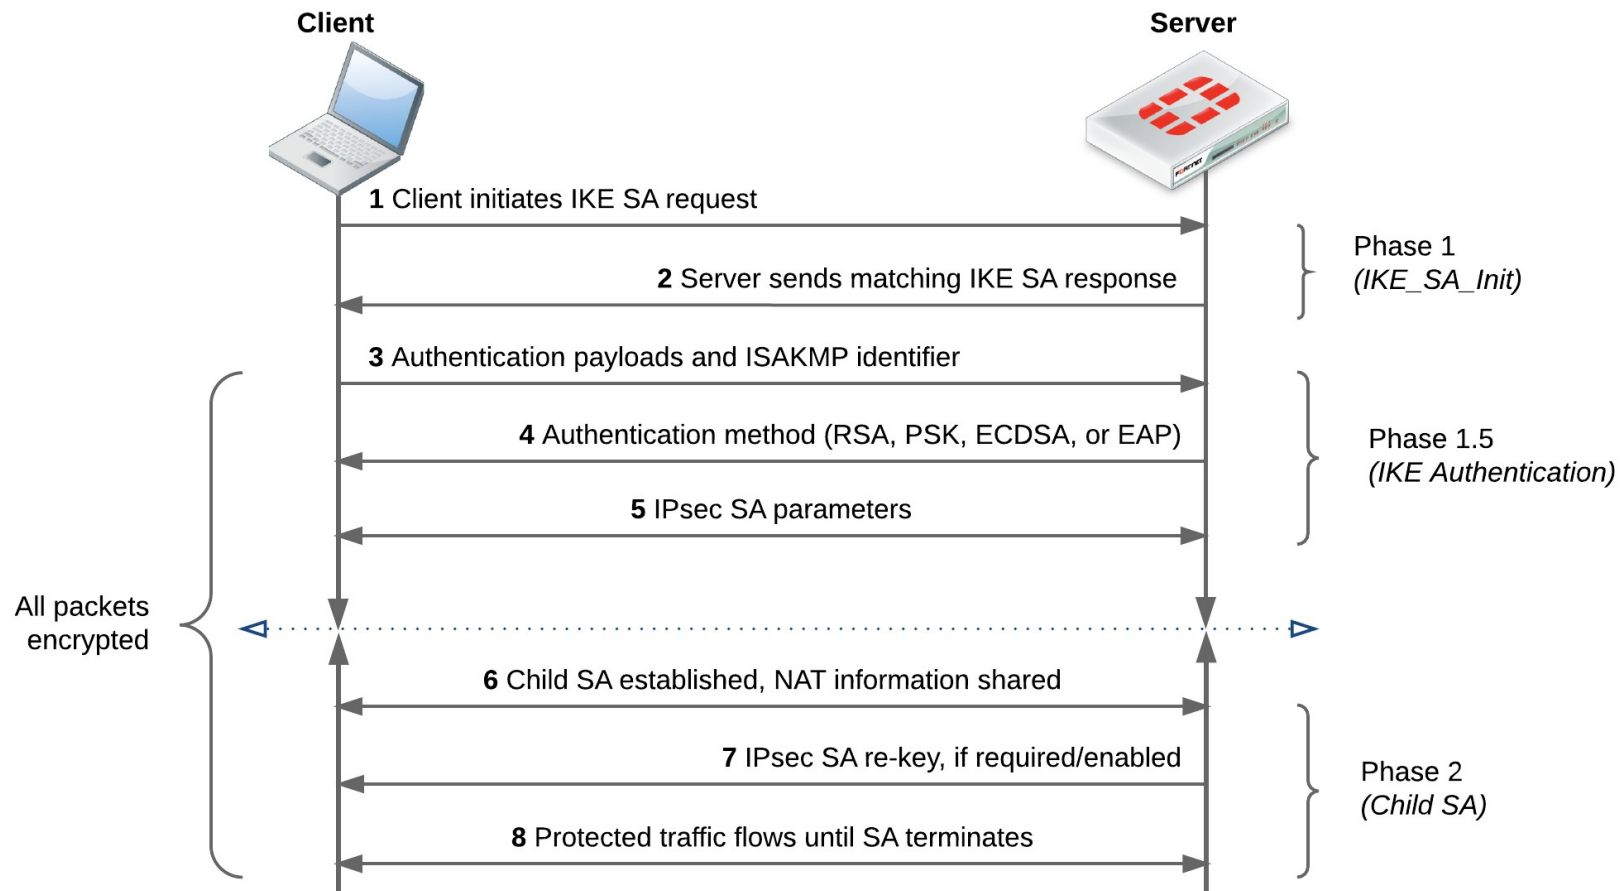 Client
Server
FORTINET
1 Client initiates IKE SA request
2 Server sends matching IKE SA response
Phase 1
(IKE_SA_Init)
3 Authentication payloads and ISAKMP identifier
4 Authentication method (RSA, PSK, ECDSA, or EAP)
Phase 1.5
(IKE Authentication)
5 IPsec SA parameters
All packets
encrypted
6 Child SA established, NAT information shared
7 IPsec SA re-key, if required/enabled
Phase 2
(Child SA)
8 Protected traffic flows until SA terminates